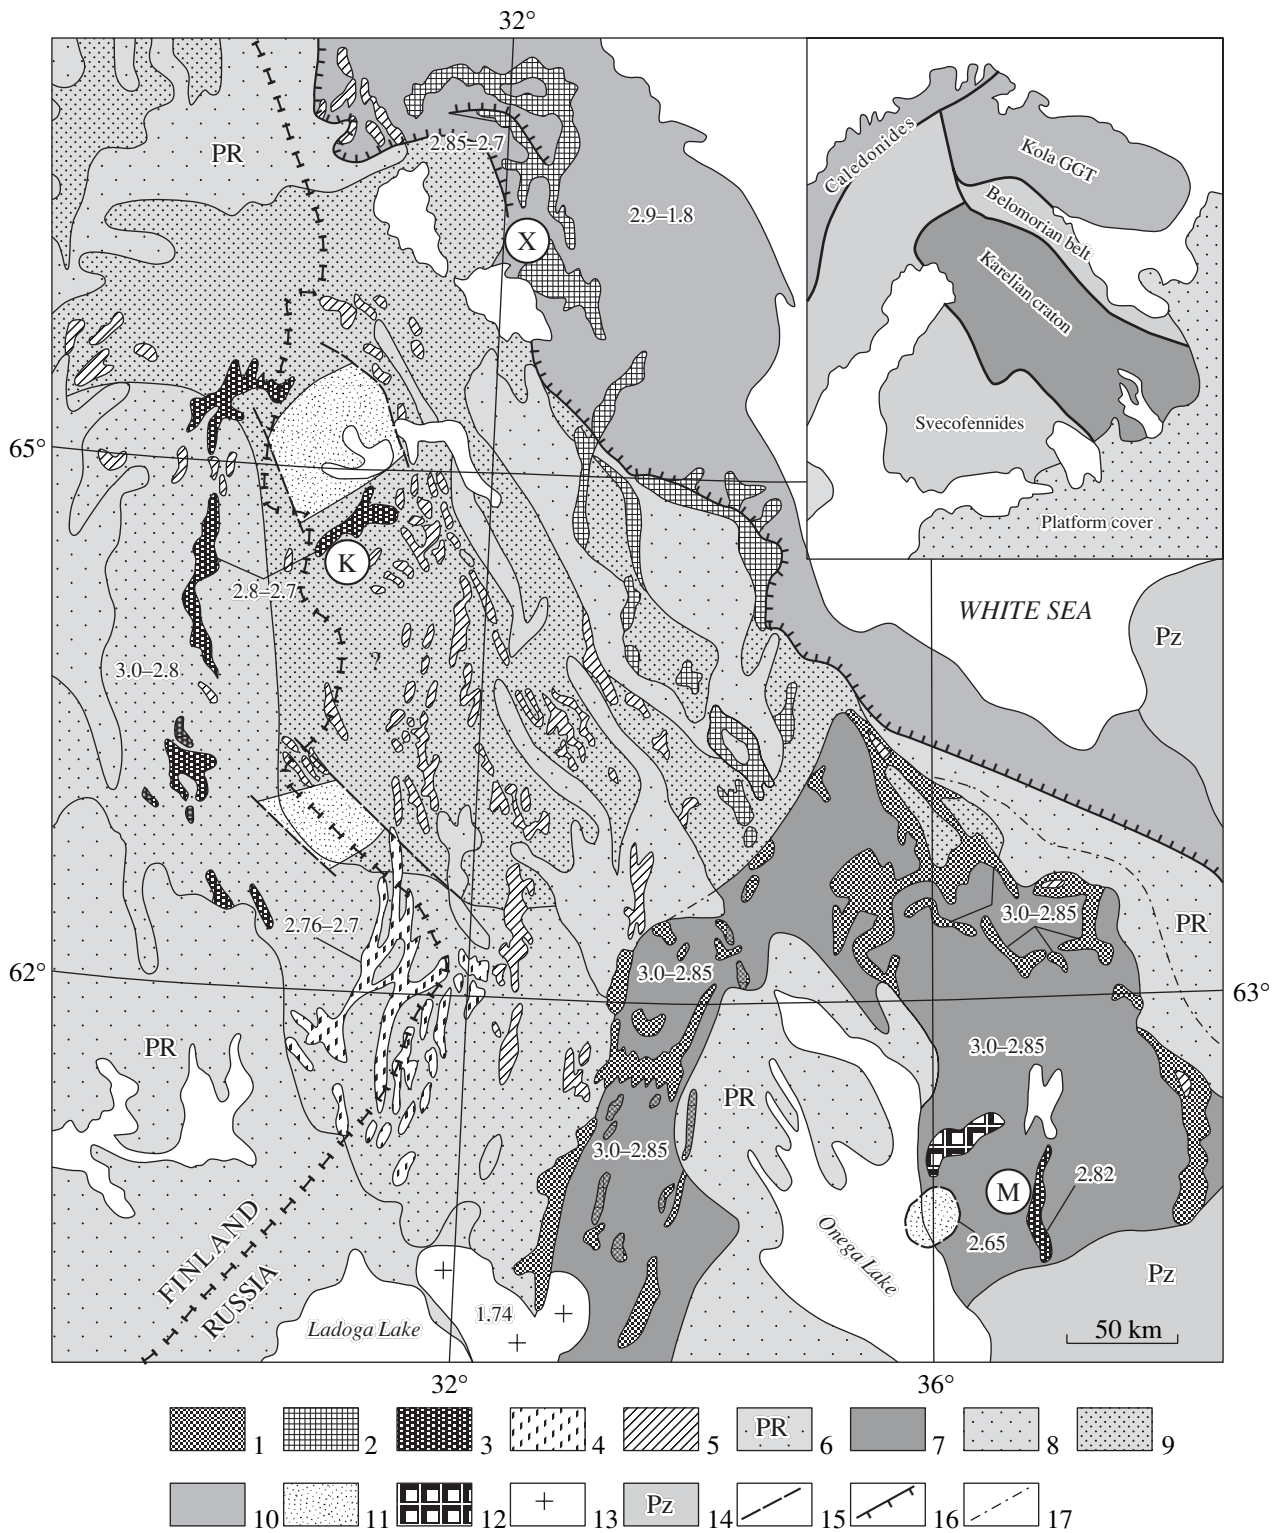 32°
PR
2.85–2.7
2.9–1.8
X
Caledonides
Kola GGT
Belomorian belt
Karelian craton
Svecofennides
Platform cover
65°
K
2.8–2.7
3.0–2.8
?
WHITE SEA
Pz
2.76–2.7
3.0–2.85
PR
3.0–2.85
62°
63°
PR
3.0–2.85
PR
3.0–2.85
M
2.82
2.65
FINLAND
RUSSIA
Onega Lake
Pz
1.74
Ladoga Lake
50 km
32°
36°
1
2
3
4
5
PR 6
7
8
9
10
11
12
13
Pz 14
15
16
17